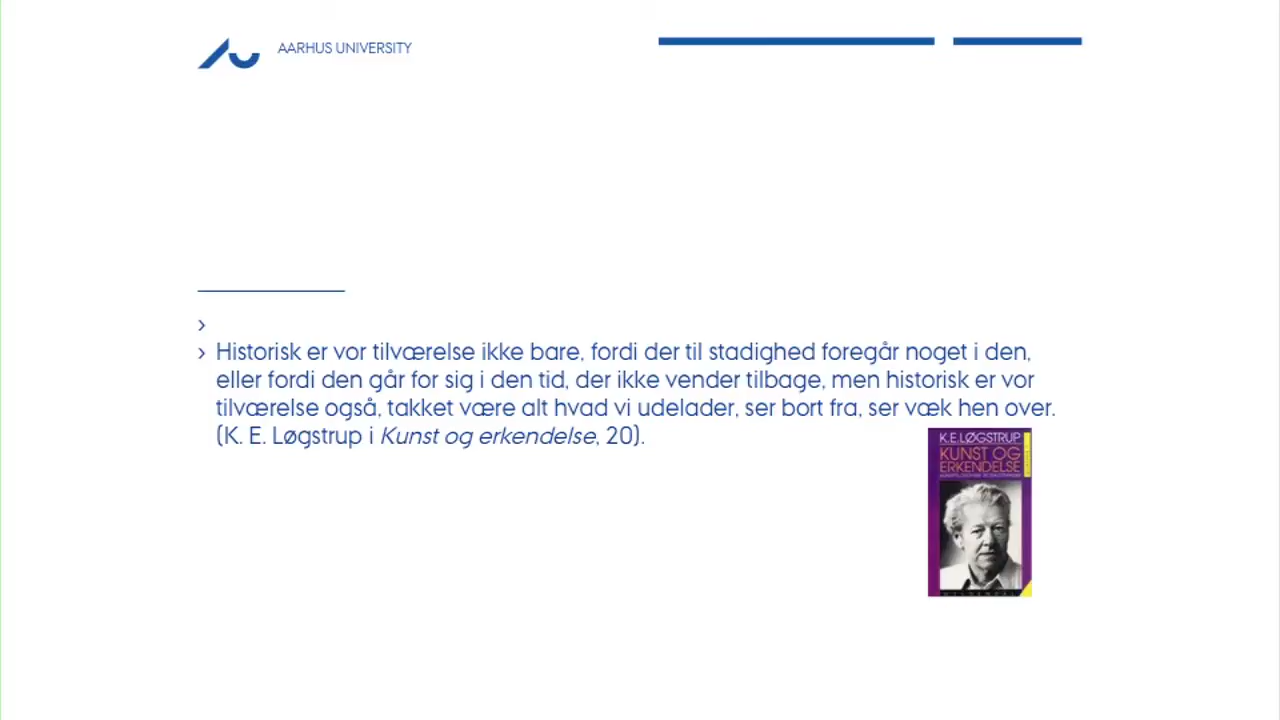 AARHUS UNIVERSITY
›
› Historisk er vor tilværelse ikke bare, fordi der til stadighed foregår noget i den,
eller fordi den går for sig i den tid, der ikke vender tilbage, men historisk er vor
tilværelse også, takket være alt hvad vi udelader, ser bort fra, ser væk hen over.
(K. E. Løgstrup i Kunst og erkendelse, 20).
K.E.LØGSTRUP
KUNST OG
ERKENDELSE